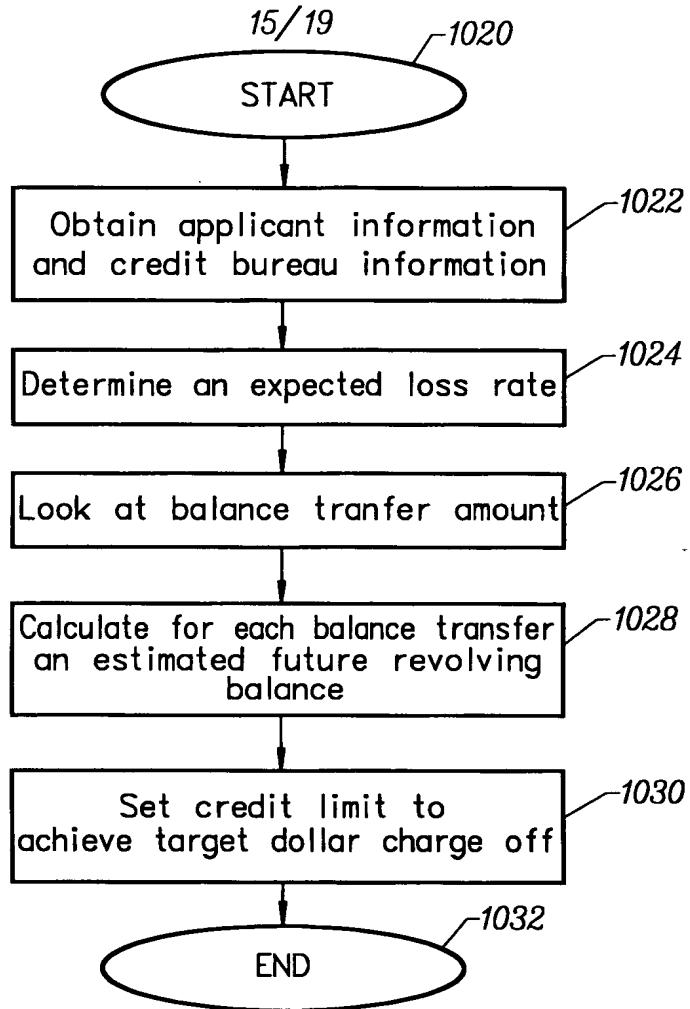 15/19
1020
START
1022
Obtain applicant information
and credit bureau information
1024
Determine an expected loss rate
1026
Look at balance tranfer amount
1028
Calculate for each balance transfer
an estimated future revolving
balance
1030
Set credit limit to
achieve target dollar charge off
1032
END